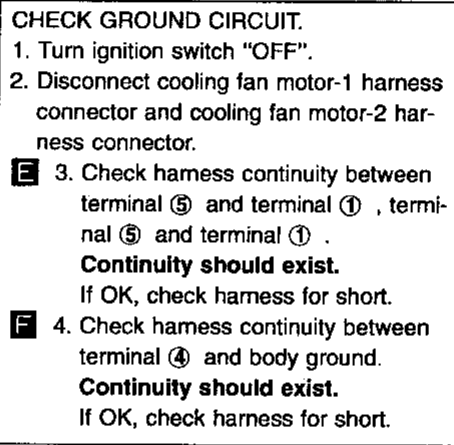 CHECK GROUND CIRCUIT.
1. Turn ignition switch "OFF".
2. Disconnect cooling fan motor-1 harness
connector and cooling fan motor-2 har-
ness connector.
E 3. Check harness continuity between
terminal ⑤ and terminal ① , termi-
nal ⑤ and terminal ① .
Continuity should exist.
If OK, check harness for short.
F 4. Check harness continuity between
terminal ④ and body ground.
Continuity should exist.
If OK, check harness for short.